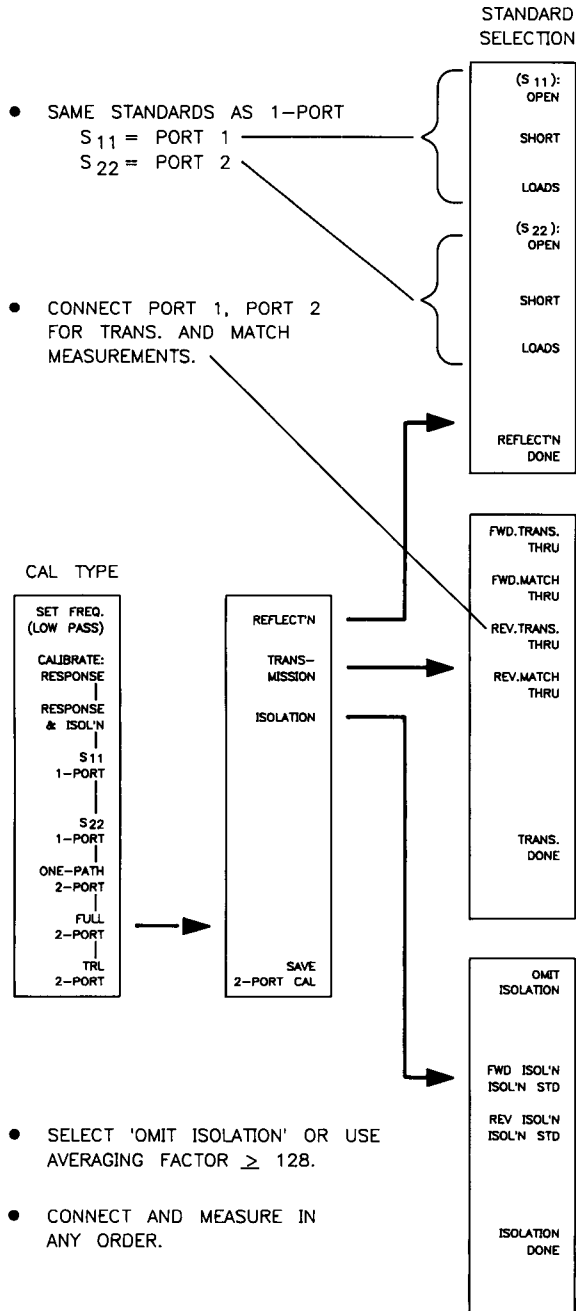 STANDARD
SELECTION
● SAME STANDARDS AS 1-PORT
S 11 = PORT 1
S 22 = PORT 2
(S 11):
OPEN
SHORT
LOADS
(S 22):
OPEN
SHORT
LOADS
REFLECT'N
DONE
● CONNECT PORT 1, PORT 2
FOR TRANS. AND MATCH
MEASUREMENTS.
CAL TYPE
SET FREQ.
(LOW PASS)
CALIBRATE:
RESPONSE
RESPONSE
& ISOL'N
S11
1-PORT
S22
1-PORT
ONE-PATH
2-PORT
FULL
2-PORT
TRL
2-PORT
REFLECT'N
TRANS-
MISSION
ISOLATION
SAVE
2-PORT CAL
FWD.TRANS.
THRU
FWD.MATCH
THRU
REV.TRANS.
THRU
REV.MATCH
THRU
TRANS.
DONE
OMIT
ISOLATION
FWD ISOL'N
ISOL'N STD
REV ISOL'N
ISOL'N STD
ISOLATION
DONE
● SELECT 'OMIT ISOLATION' OR USE
AVERAGING FACTOR ≥ 128.
● CONNECT AND MEASURE IN
ANY ORDER.